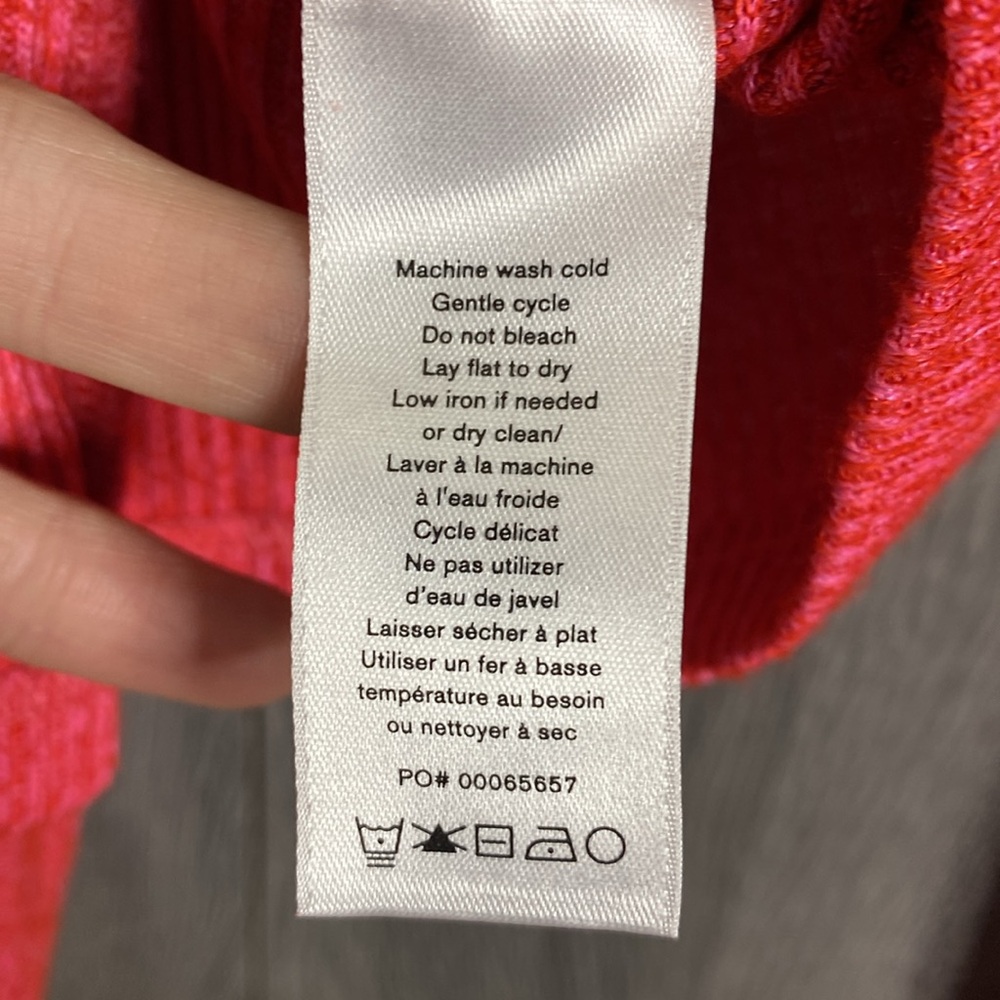 Machine wash cold
Gentle cycle
Do not bleach
Lay flat to dry
Low iron if needed
or dry clean/
Laver à la machine
à l'eau froide
Cycle délicat
Ne pas utilizer
d'eau de javel
Laisser sécher à plat
Utiliser un fer à basse
température au besoin
ou nettoyer à sec
PO# 00065657